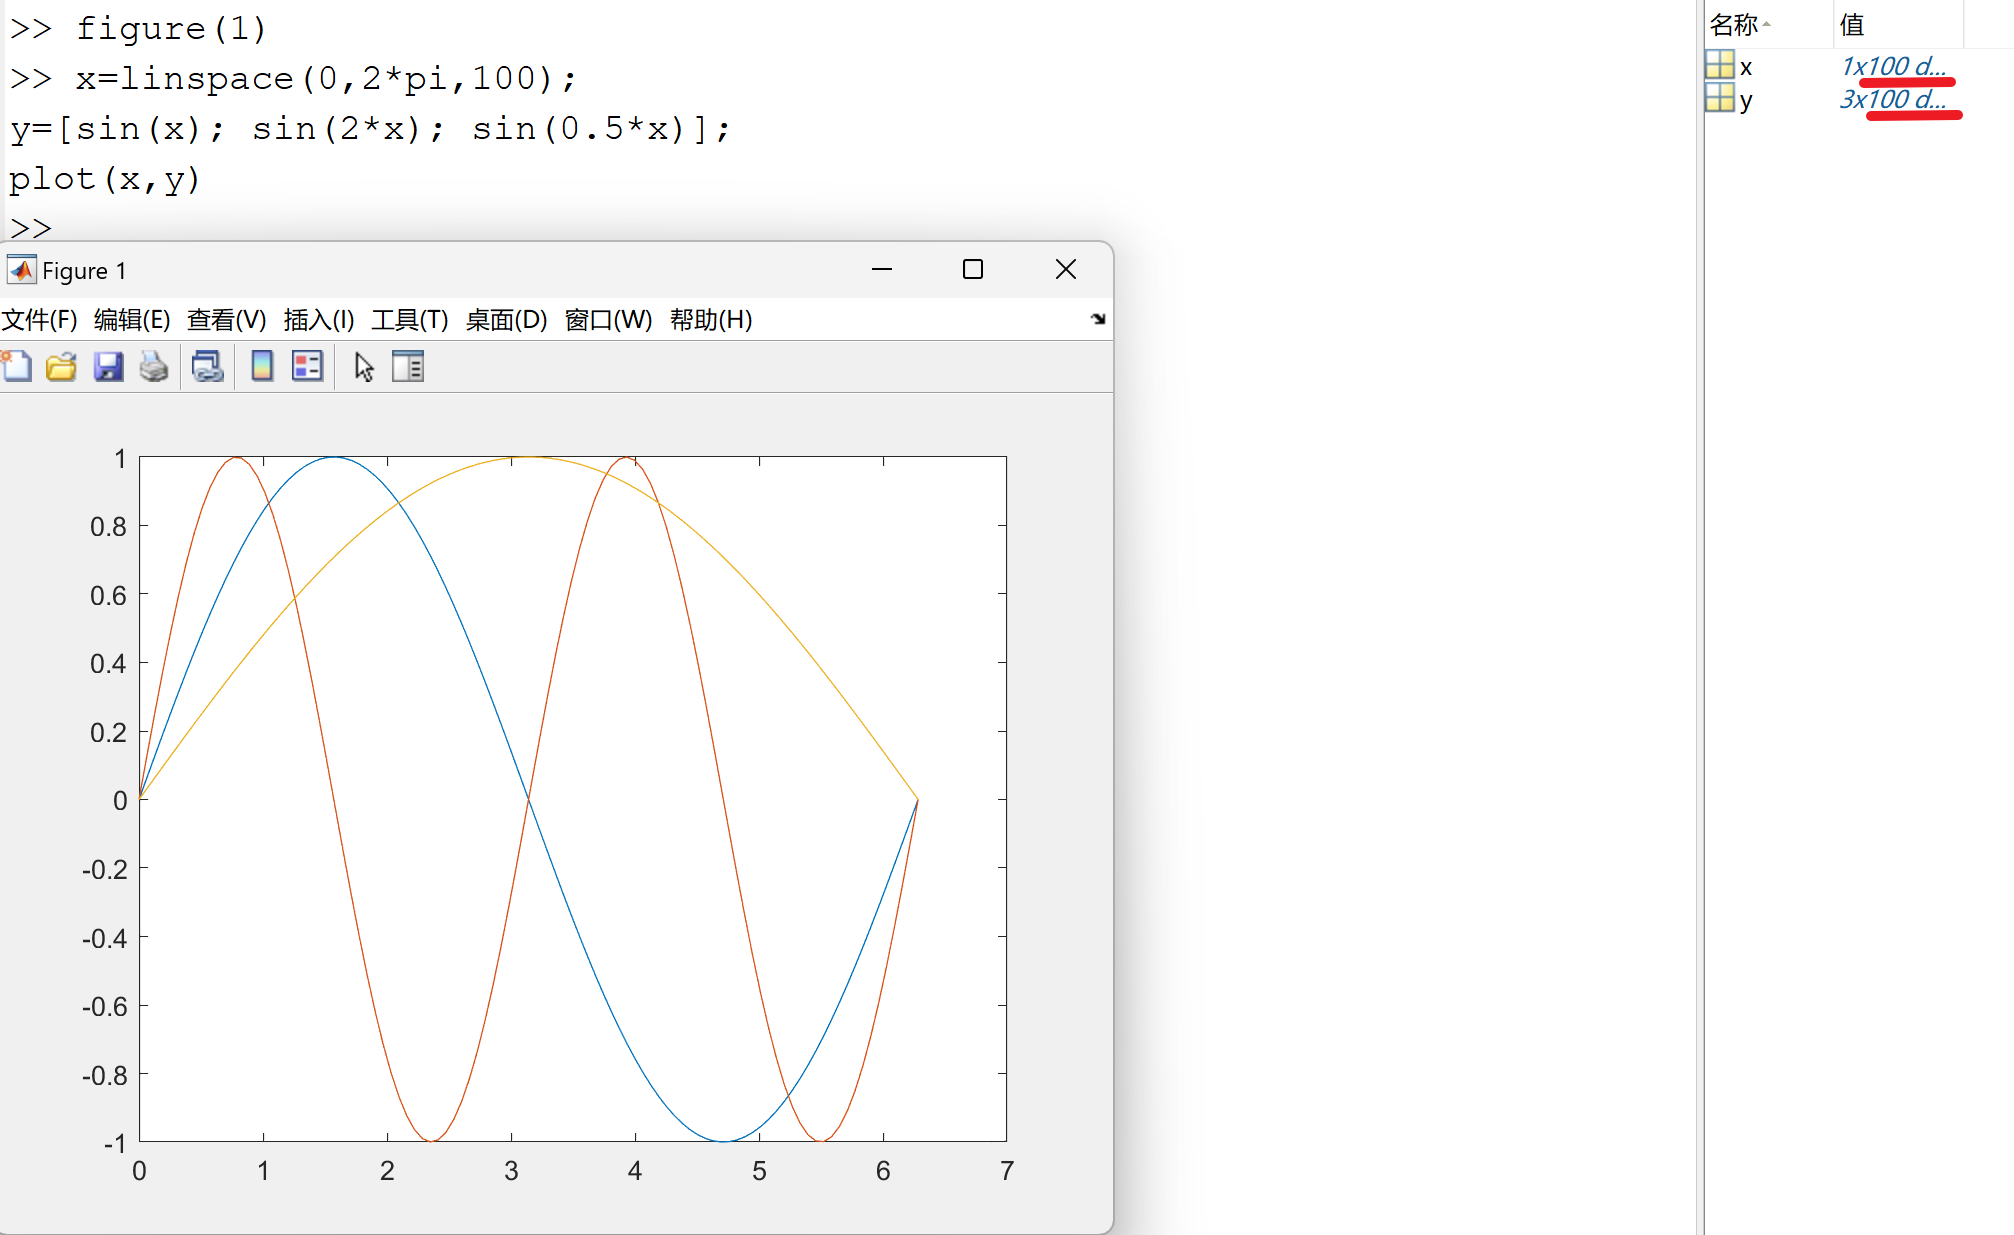 >> figure(1)
>> x=linspace(0,2*pi,100);
y=[sin(x); sin(2*x); sin(0.5*x)];
plot(x,y)
>>
名称 值
x 1x100 d...
y 3x100 d...
Figure 1
文件(F) 编辑(E) 查看(V) 插入(I) 工具(T) 桌面(D) 窗口(W) 帮助(H)
1
0.8
0.6
0.4
0.2
0
-0.2
-0.4
-0.6
-0.8
-1
0 1 2 3 4 5 6 7